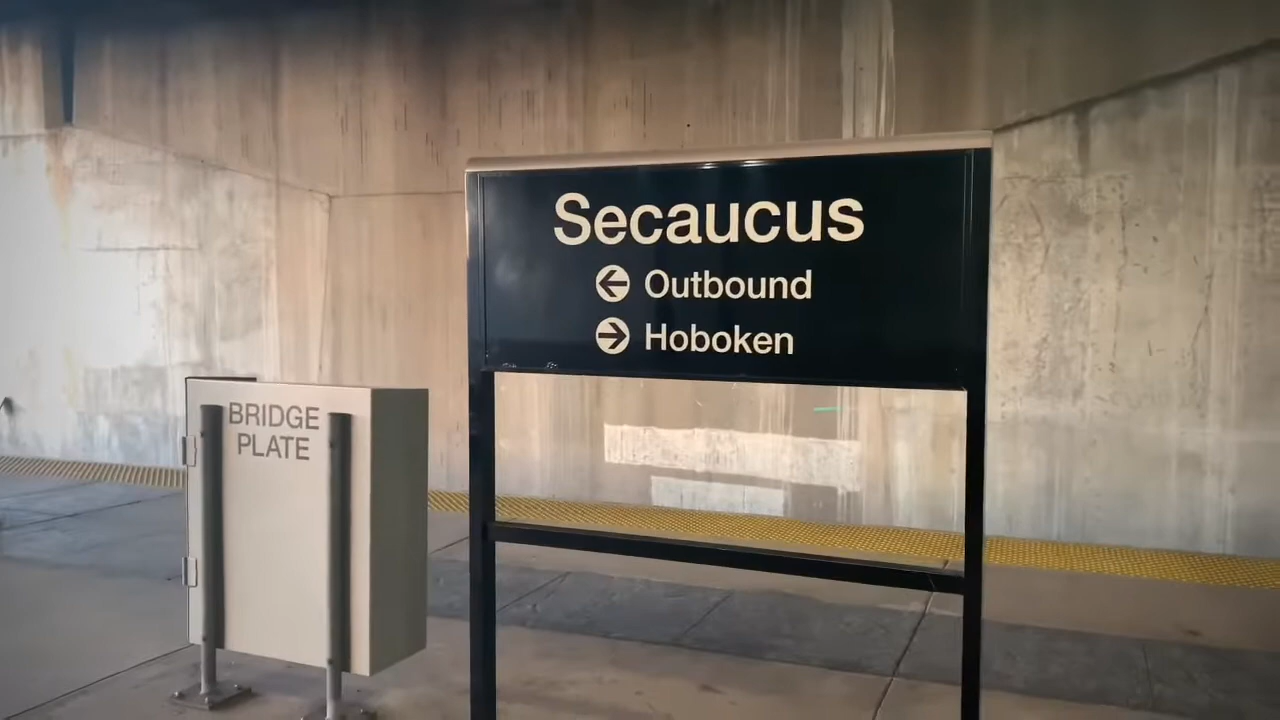 Secaucus
← Outbound
→ Hoboken
BRIDGE
PLATE